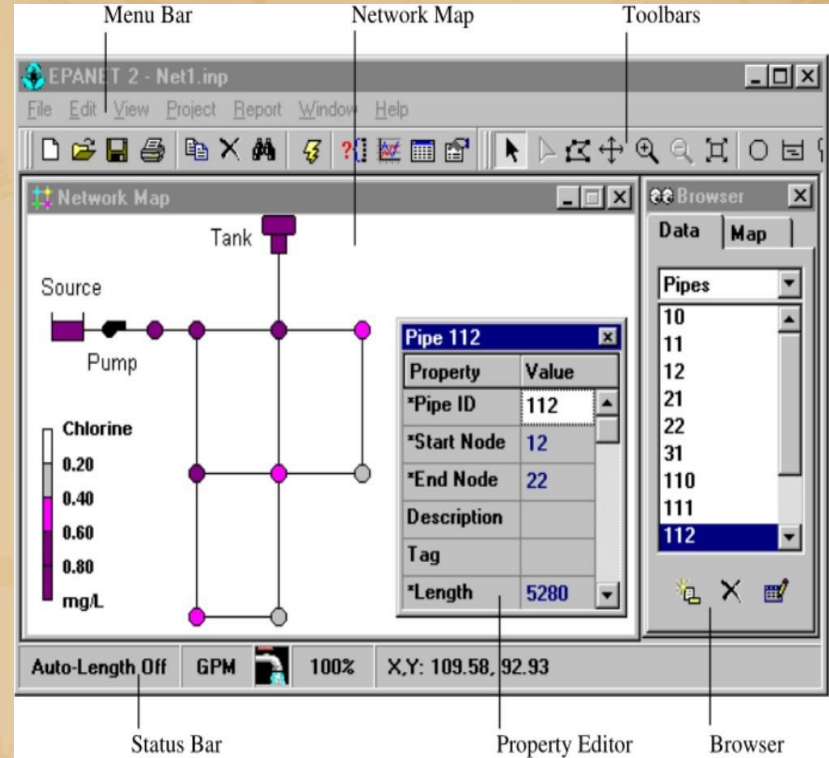 Menu Bar Network Map Toolbars
EPANET 2 - Net1.inp
File Edit View Project Report Window Help
Network Map
Browser
Data Map
Tank
Source
Pump
Pipes
10
11
12
21
22
31
110
111
112
Pipe 112
Property Value
*Pipe ID 112
*Start Node 12
*End Node 22
Description
Tag
*Length 5280
Chlorine
0.20
0.40
0.60
0.80
mg/L
Auto-Length Off GPM 100% X,Y: 109.58, 92.93
Status Bar Property Editor Browser